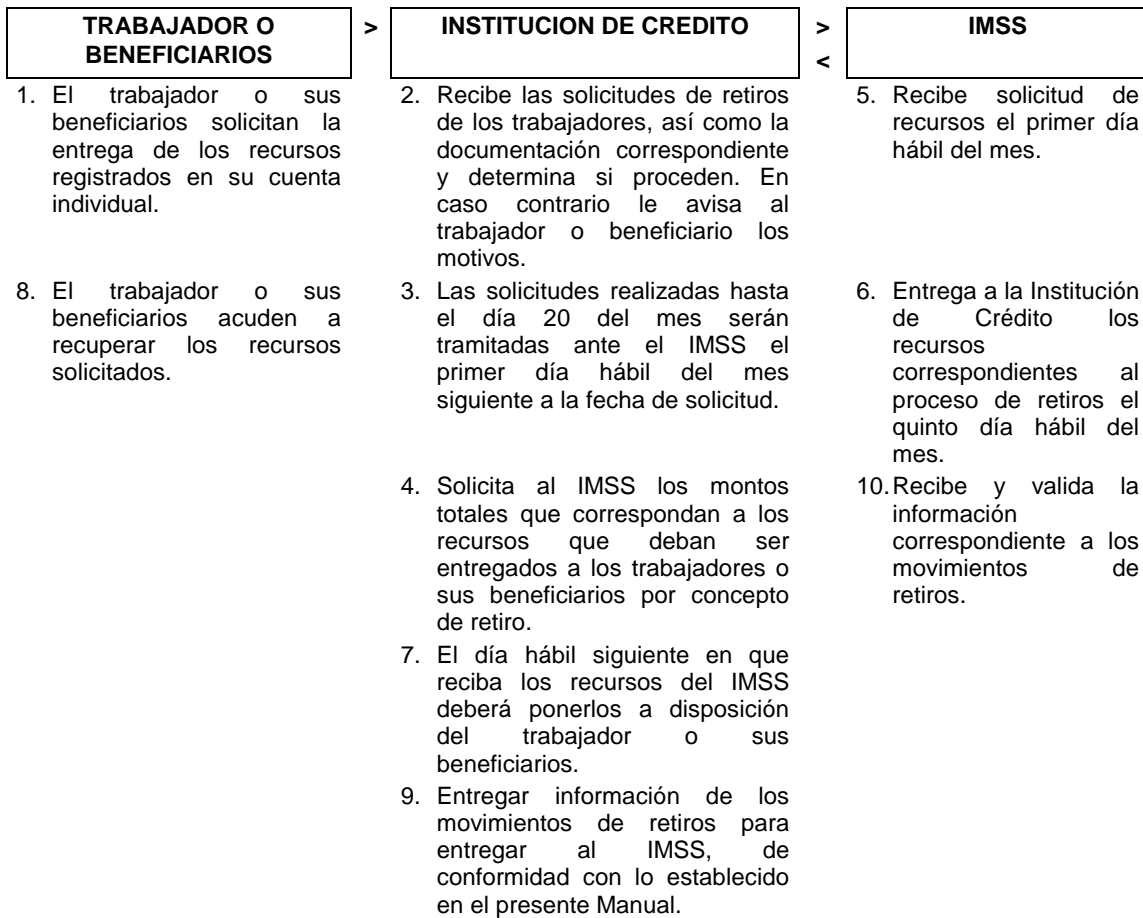 TRABAJADOR O
BENEFICIARIOS
>
INSTITUCION DE CREDITO
>
<
IMSS
1. El trabajador o sus
beneficiarios solicitan la
entrega de los recursos
registrados en su cuenta
individual.
2. Recibe las solicitudes de retiros
de los trabajadores, así como la
documentación correspondiente
y determina si proceden. En
caso contrario le avisa al
trabajador o beneficiario los
motivos.
5. Recibe solicitud de
recursos el primer día
hábil del mes.
8. El trabajador o sus
beneficiarios acuden a
recuperar los recursos
solicitados.
3. Las solicitudes realizadas hasta
el día 20 del mes serán
tramitadas ante el IMSS el
primer día hábil del mes
siguiente a la fecha de solicitud.
6. Entrega a la Institución
de Crédito los
recursos
correspondientes al
proceso de retiros el
quinto día hábil del
mes.
4. Solicita al IMSS los montos
totales que correspondan a los
recursos que deban ser
entregados a los trabajadores o
sus beneficiarios por concepto
de retiro.
10. Recibe y valida la
información
correspondiente a los
movimientos de
retiros.
7. El día hábil siguiente en que
reciba los recursos del IMSS
deberá ponerlos a disposición
del trabajador o sus
beneficiarios.
9. Entregar información de los
movimientos de retiros para
entregar al IMSS, de
conformidad con lo establecido
en el presente Manual.